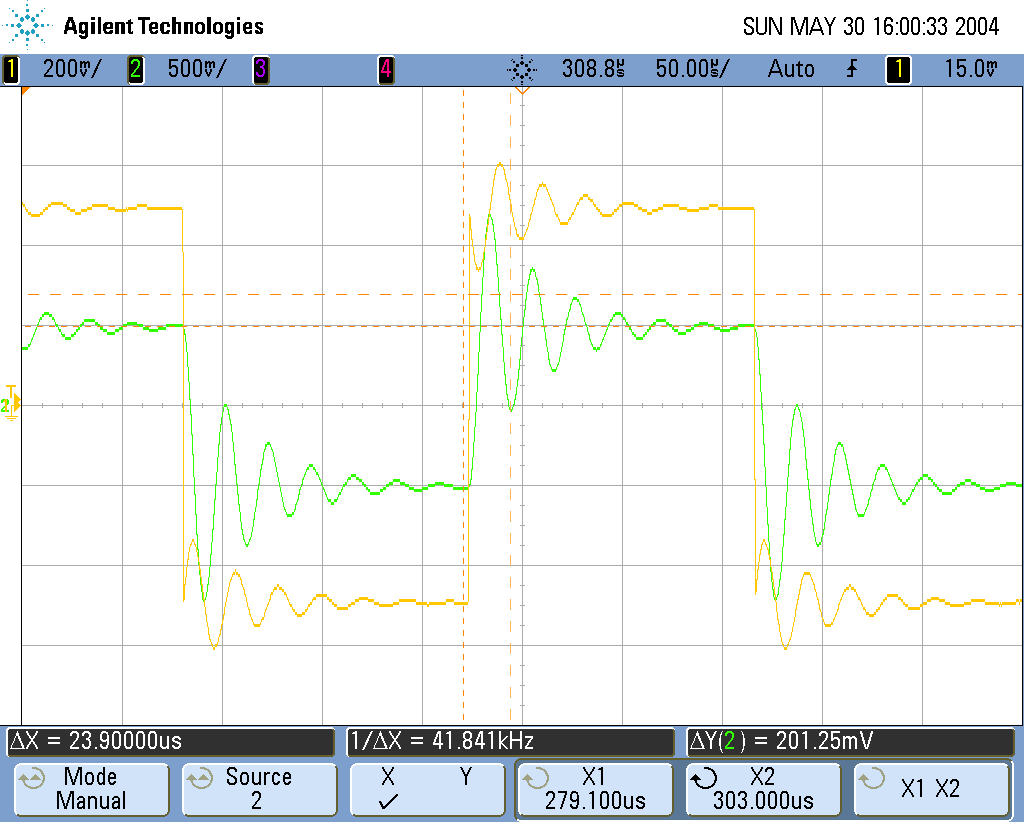 Agilent Technologies SUN MAY 30 16:00:33 2004
1 200mV/ 2 500mV/ 3 4 308.8us 50.00us/ Auto 1 15.0mV
T
2
ΔX = 23.90000us 1/ΔX = 41.841kHz ΔY(2) = 201.25mV
Mode Source X Y X1 X2 X1 X2
Manual 2 279.100us 303.000us